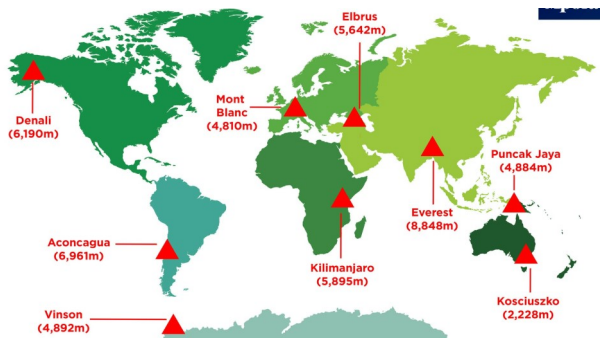 Elbrus
(5,642m)
Mont
Blanc
(4,810m)
Denali
(6,190m)
Puncak Jaya
(4,884m)
Everest
(8,848m)
Aconcagua
(6,961m)
Kilimanjaro
(5,895m)
Kosciuszko
(2,228m)
Vinson
(4,892m)